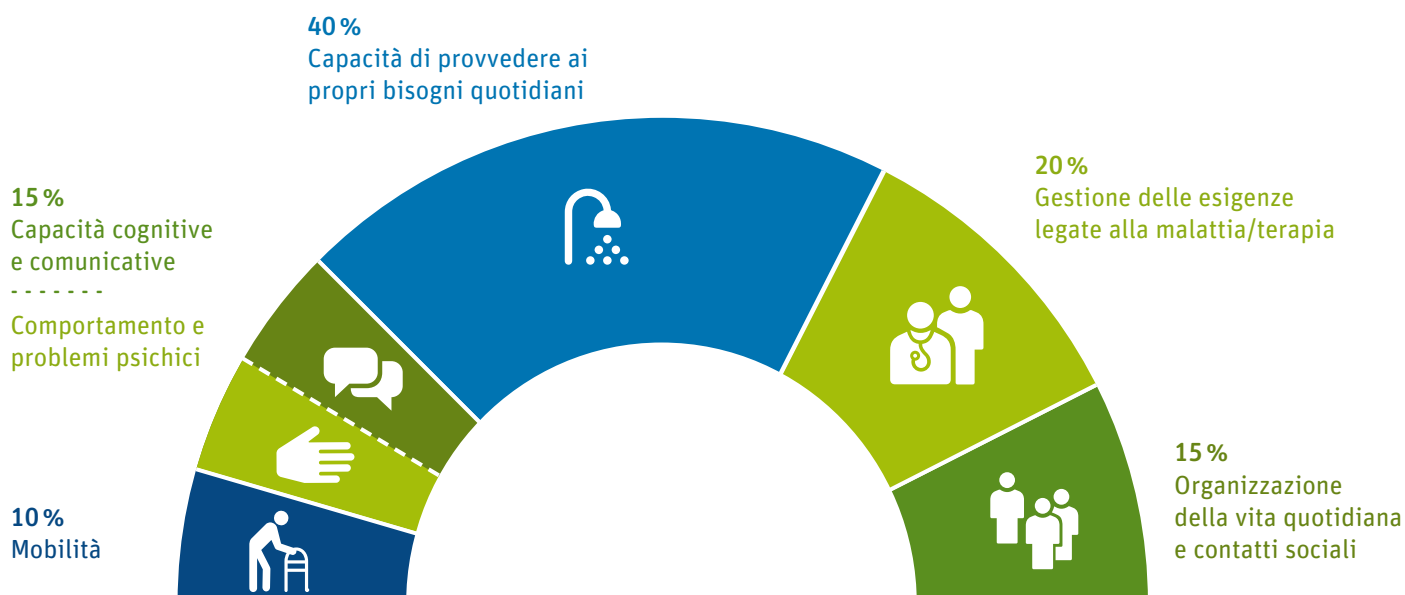 40 %
Capacità di provvedere ai
propri bisogni quotidiani
20 %
Gestione delle esigenze
legate alla malattia/terapia
15 %
Capacità cognitive
e comunicative
- - - - - - -
Comportamento e
problemi psichici
10 %
Mobilità
15 %
Organizzazione
della vita quotidiana
e contatti sociali